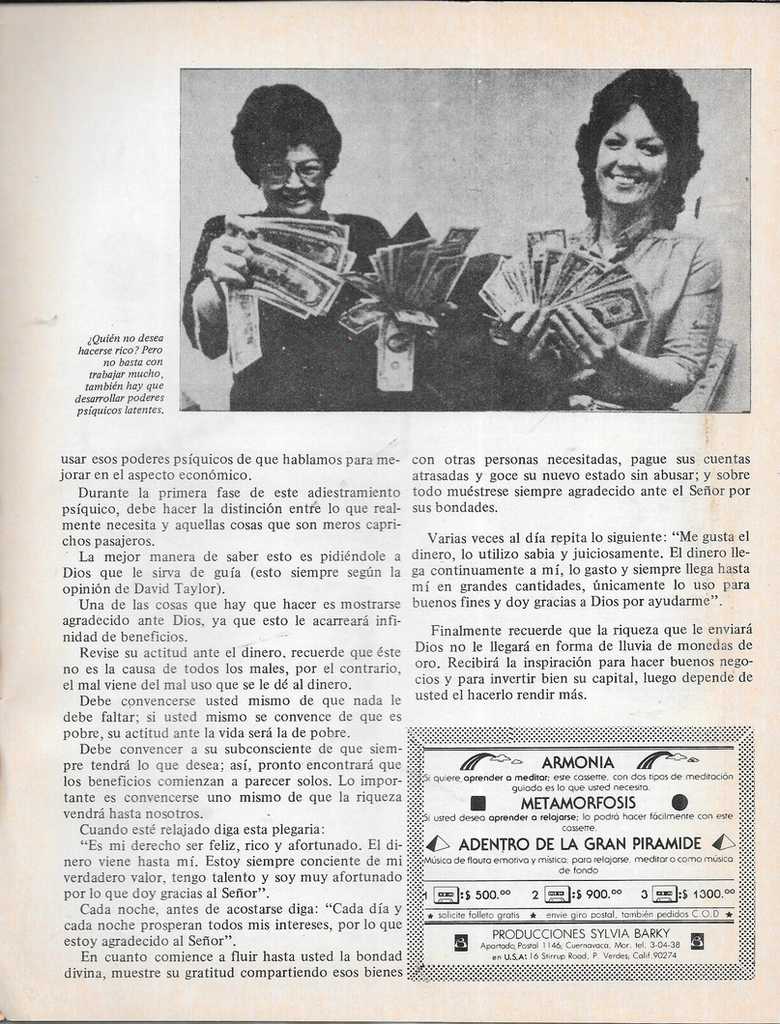 ¿Quién no desea
hacerse rico? Pero
no basta con
trabajar mucho,
también hay que
desarrollar poderes
psíquicos latentes.
usar esos poderes psíquicos de que hablamos para me-
jorar en el aspecto económico.
Durante la primera fase de este adiestramiento
psíquico, debe hacer la distinción entre lo que real-
mente necesita y aquellas cosas que son meros capri-
chos pasajeros.
La mejor manera de saber esto es pidiéndole a
Dios que le sirva de guía (esto siempre según la
opinión de David Taylor).
Una de las cosas que hay que hacer es mostrarse
agradecido ante Dios, ya que esto le acarreará infi-
nidad de beneficios.
Revise su actitud ante el dinero, recuerde que éste
no es la causa de todos los males, por el contrario,
el mal viene del mal uso que se le dé al dinero.
Debe convencerse usted mismo de que nada le
debe faltar; si usted mismo se convence de que es
pobre, su actitud ante la vida será la de pobre.
Debe convencer a su subconsciente de que siem-
pre tendrá lo que desea; así, pronto encontrará que
los beneficios comienzan a parecer solos. Lo impor-
tante es convencerse uno mismo de que la riqueza
vendrá hasta nosotros.
Cuando esté relajado diga esta plegaria:
"Es mi derecho ser feliz, rico y afortunado. El di-
nero viene hasta mí. Estoy siempre conciente de mi
verdadero valor, tengo talento y soy muy afortunado
por lo que doy gracias al Señor".
Cada noche, antes de acostarse diga: "Cada día y
cada noche prosperan todos mis intereses, por lo que
estoy agradecido al Señor".
En cuanto comience a fluir hasta usted la bondad
divina, muestre su gratitud compartiendo esos bienes
con otras personas necesitadas, pague sus cuentas
atrasadas y goce su nuevo estado sin abusar; y sobre
todo muéstrese siempre agradecido ante el Señor por
sus bondades.
Varias veces al día repita lo siguiente: "Me gusta el
dinero, lo utilizo sabia y juiciosamente. El dinero lle-
ga continuamente a mí, lo gasto y siempre llega hasta
mí en grandes cantidades, únicamente lo uso para
buenos fines y doy gracias a Dios por ayudarme".
Finalmente recuerde que la riqueza que le enviará
Dios no le llegará en forma de lluvia de monedas de
oro. Recibirá la inspiración para hacer buenos nego-
cios y para invertir bien su capital, luego depende de
usted el hacerlo rendir más.
ARMONIA
Si quiere aprender a meditar; este cassette, con dos tipos de meditación
guiada es lo que usted necesita.
METAMORFOSIS
Si usted desea aprender a relajarse; lo podrá hacer fácilmente con este
cassette.
ADENTRO DE LA GRAN PIRAMIDE
Música de flauta emotiva y mística; para relajarse, meditar o como música
de fondo
1 :$ 500.00 2 :$ 900.00 3 :$ 1300.00
★ solicite folleto gratis ★ envíe giro postal, también pedidos C.O.D ★
PRODUCCIONES SYLVIA BARKY
Apartado Postal 1146, Cuernavaca, Mor. tel. 3-04-38
en U.S.A: 16 Stirrup Road, P. Verdes, Calif. 90274